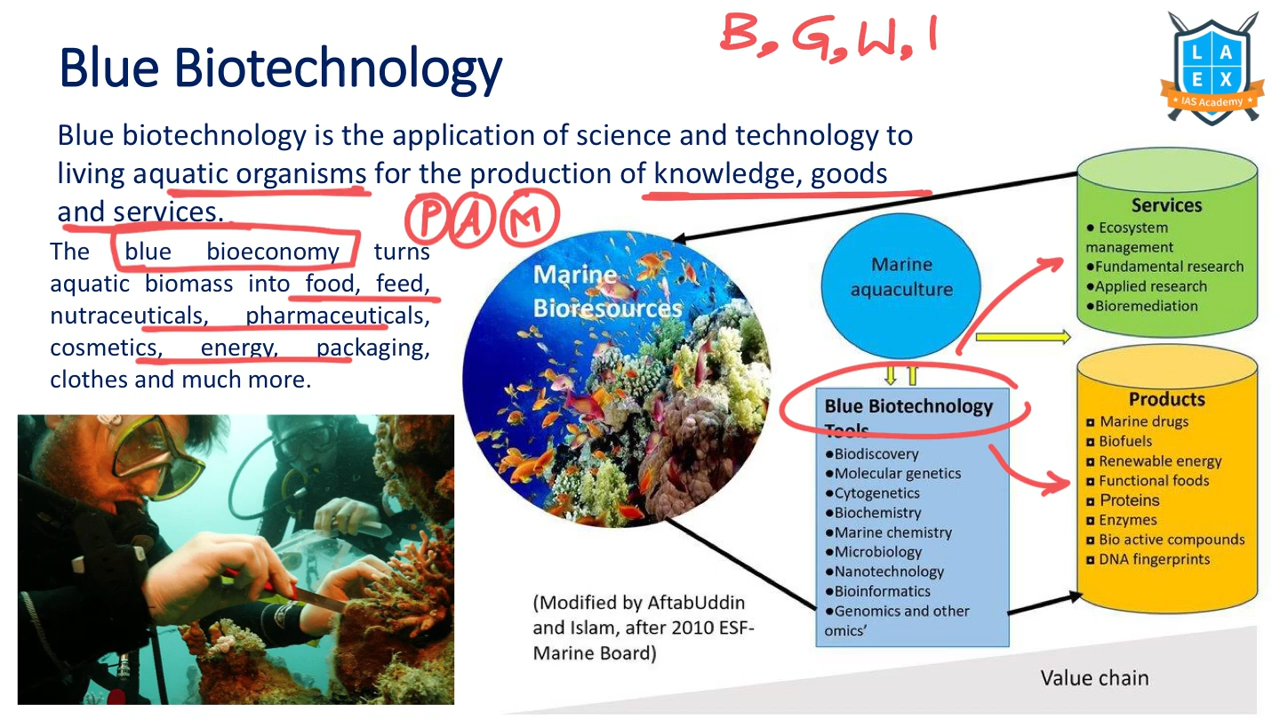 B, G, W, I
Blue Biotechnology
L A
E X
IAS Academy
Blue biotechnology is the application of science and technology to
living aquatic organisms for the production of knowledge, goods
and services.
P A M
The blue bioeconomy turns
aquatic biomass into food, feed,
nutraceuticals, pharmaceuticals,
cosmetics, energy, packaging,
clothes and much more.
Marine
Bioresources
(Modified by AftabUddin
and Islam, after 2010 ESF-
Marine Board)
Marine
aquaculture
Blue Biotechnology
Tools
●Biodiscovery
●Molecular genetics
●Cytogenetics
●Biochemistry
●Marine chemistry
●Microbiology
●Nanotechnology
●Bioinformatics
●Genomics and other
omics’
Services
● Ecosystem
management
●Fundamental research
●Applied research
●Bioremediation
Products
◘ Marine drugs
◘ Biofuels
◘ Renewable energy
◘ Functional foods
◘ Proteins
◘ Enzymes
◘ Bio active compounds
◘ DNA fingerprints
Value chain